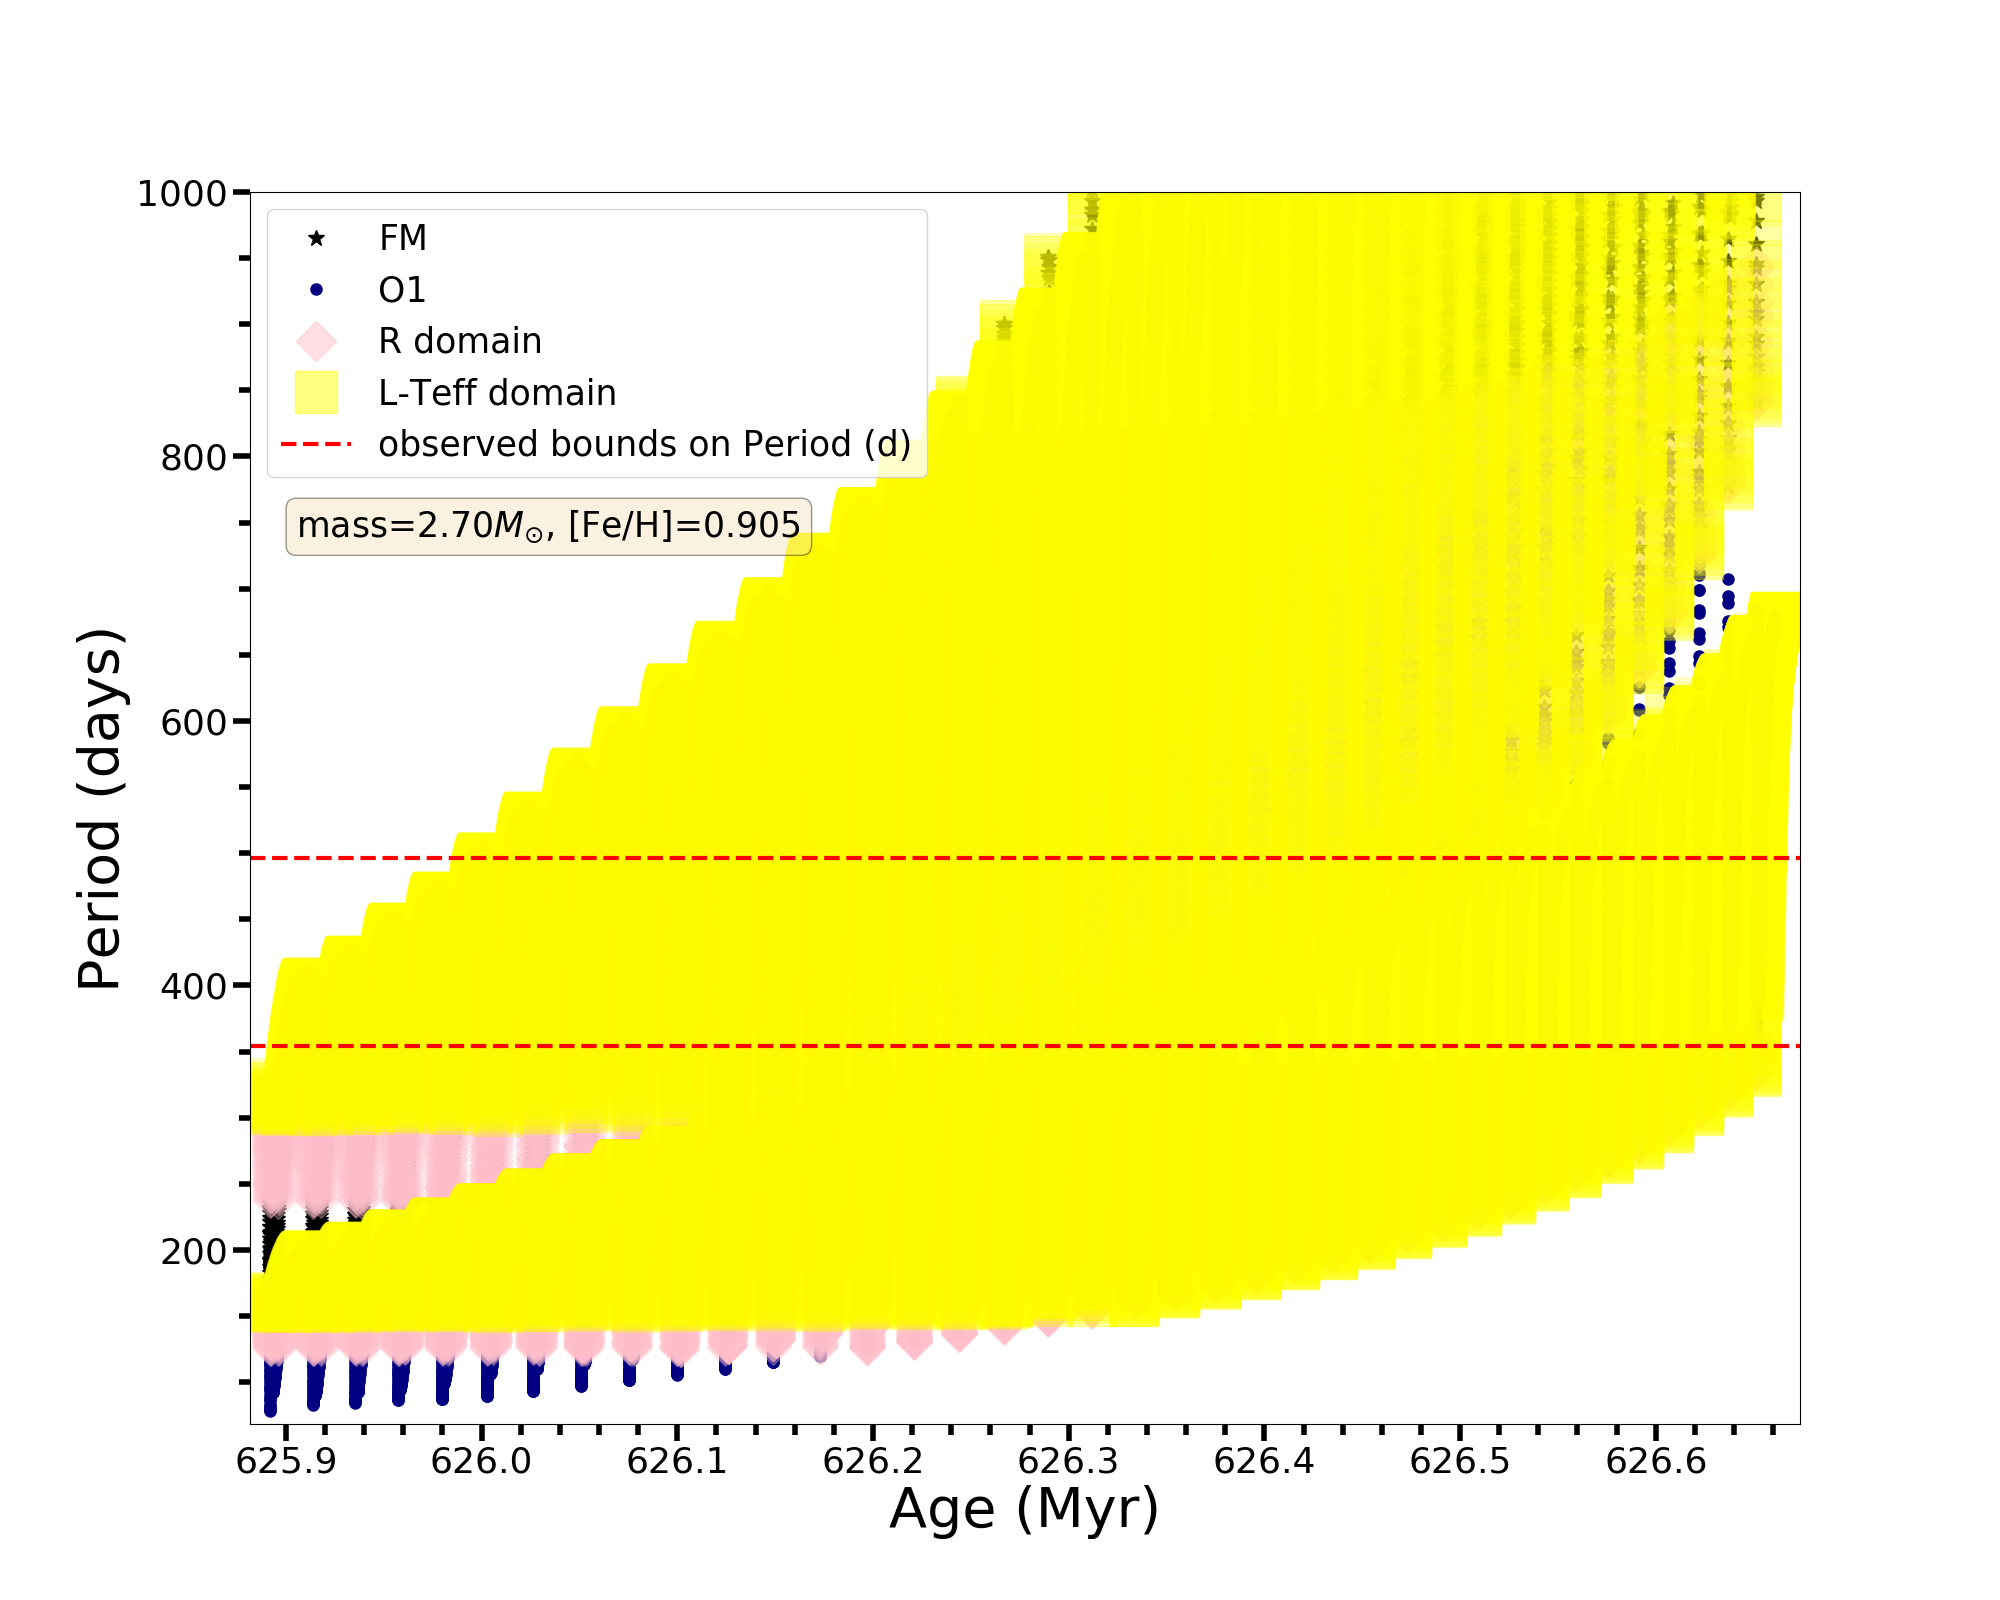 1000
800
600
400
200
Period (days)
FM
O1
R domain
L-Teff domain
observed bounds on Period (d)
mass=2.70M⊙, [Fe/H]=0.905
625.9 626.0 626.1 626.2 626.3 626.4 626.5 626.6
Age (Myr)